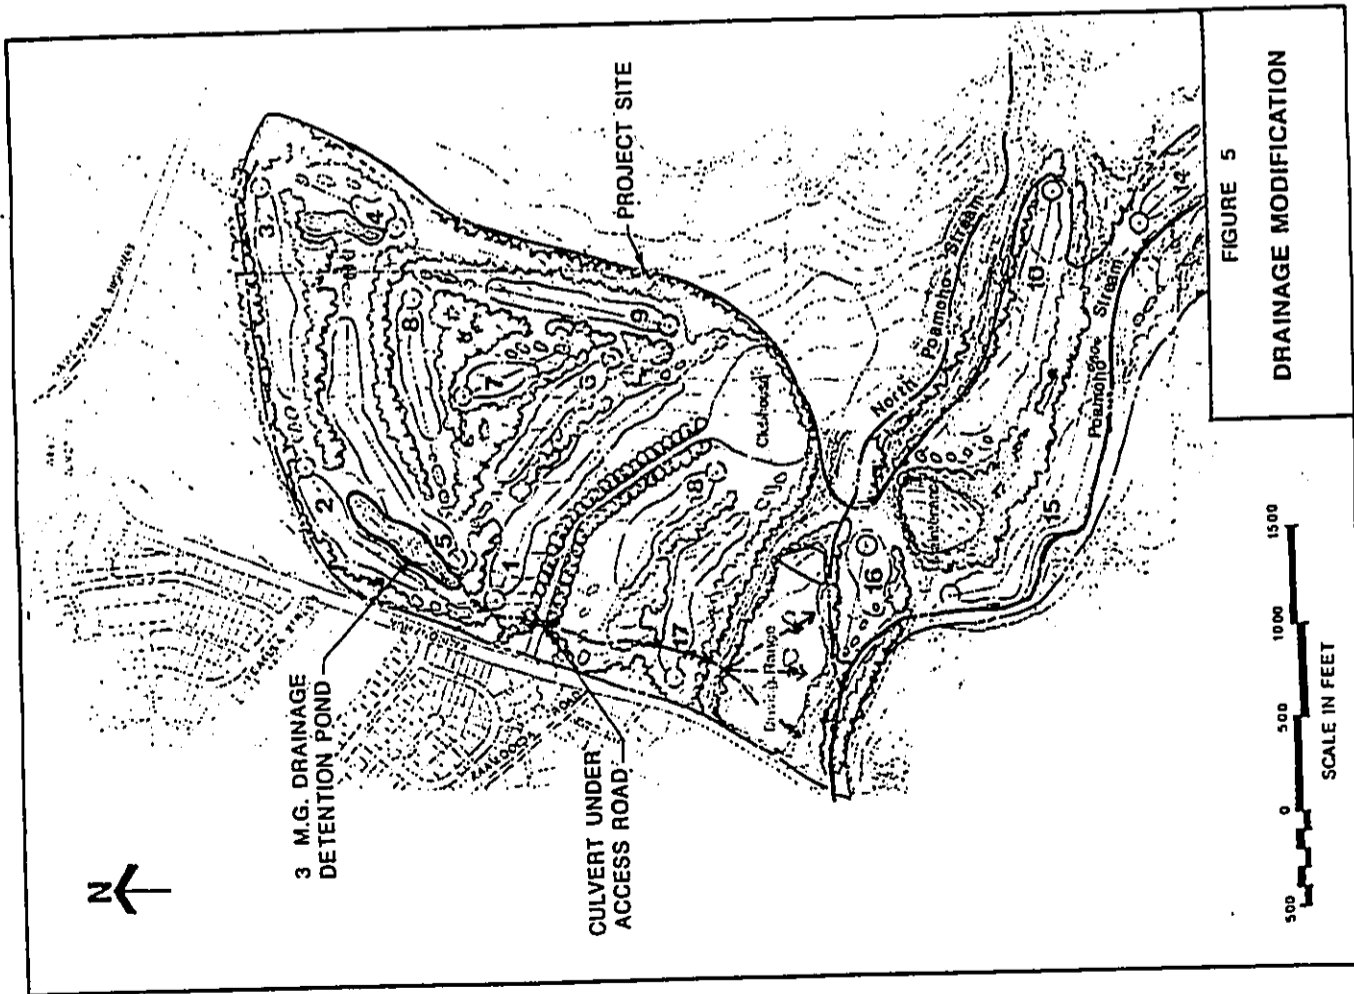 N
3 M.G. DRAINAGE
DETENTION POND
CULVERT UNDER
ACCESS ROAD
PROJECT SITE
1
2
3
4
5
7
8
9
10
14
15
16
17
18
Clubhouse
Driving Range
Maintenance
North Poamoho Stream
Poamoho Stream
500 0 500 1000 1500
SCALE IN FEET
FIGURE 5
DRAINAGE MODIFICATION